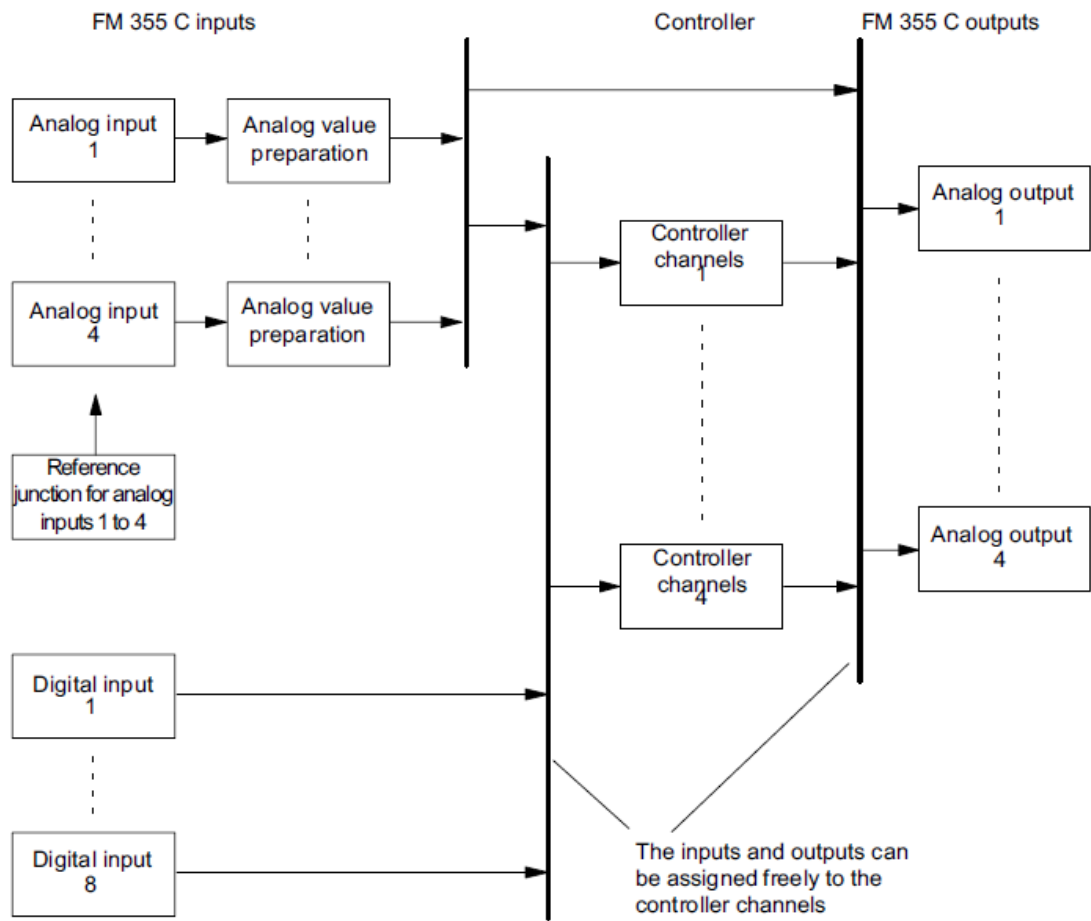 FM 355 C inputs
Controller
FM 355 C outputs
Analog input
1
Analog value
preparation
Analog output
1
Controller
channels
1
Analog input
4
Analog value
preparation
Reference
junction for analog
inputs 1 to 4
Analog output
4
Controller
channels
4
Digital input
1
Digital input
8
The inputs and outputs can
be assigned freely to the
controller channels